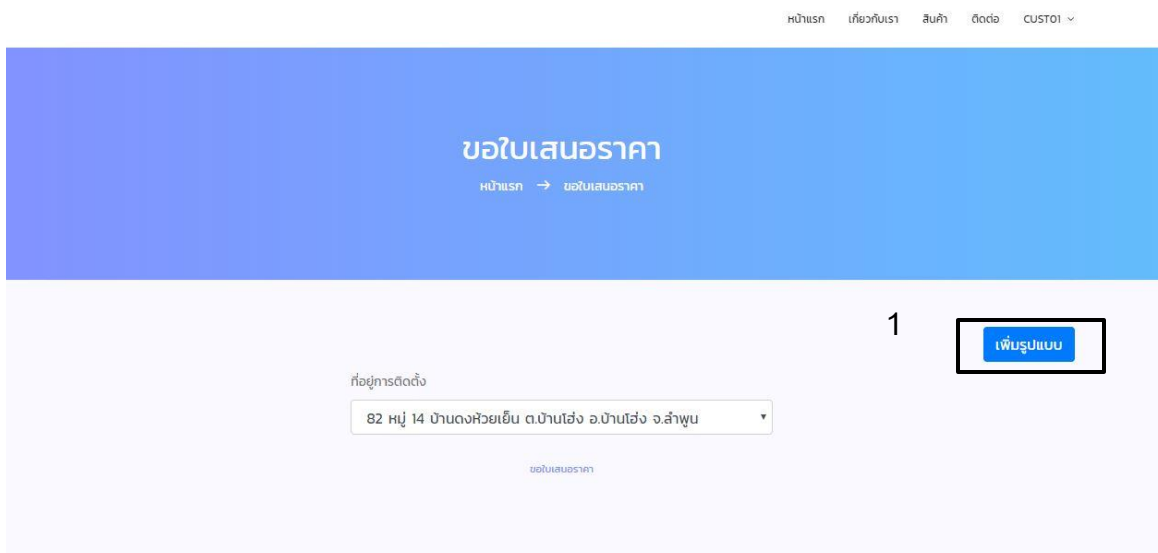 หน้าแรก เกี่ยวกับเรา สินค้า ติดต่อ CUST01
ขอใบเสนอราคา
หน้าแรก → ขอใบเสนอราคา
1
เพิ่มรูปแบบ
ที่อยู่การติดตั้ง
82 หมู่ 14 บ้านดงห้วยเย็น ต.บ้านโฮ่ง อ.บ้านโฮ่ง จ.ลำพูน
ขอใบเสนอราคา